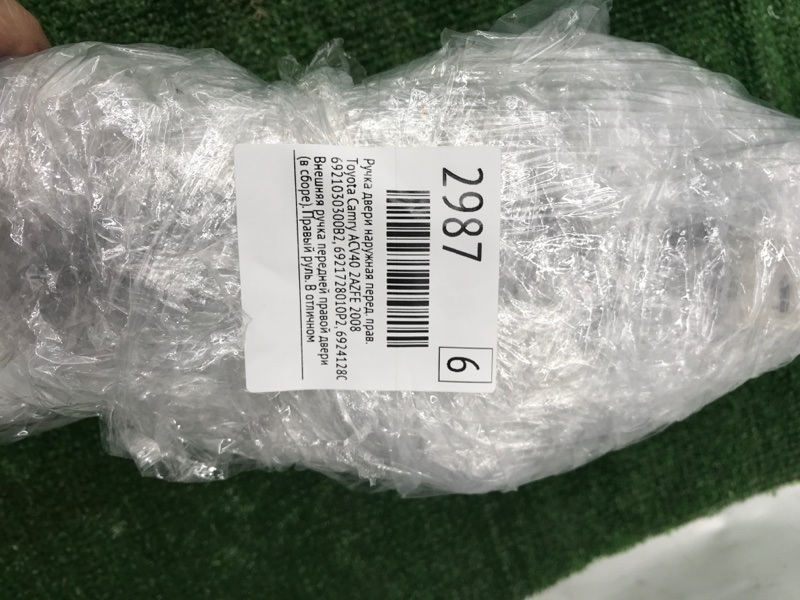 2987
6
Ручка двери наружная перед. прав.
Toyota Camry ACV40 2AZFE 2008
6921030300B2, 6921728010P2, 6924128C
Внешняя ручка передней правой двери
(в сборе). Правый руль. В отличном